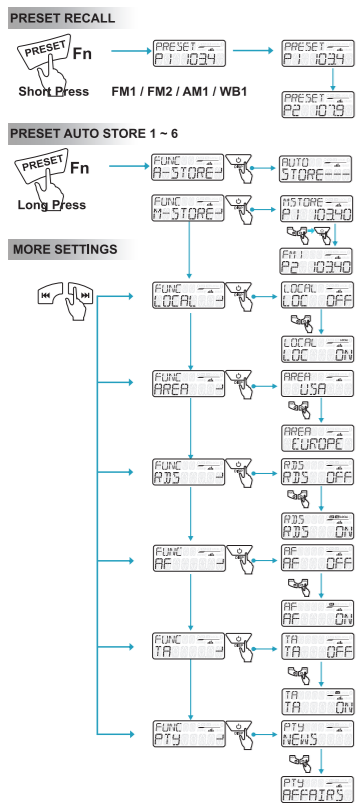 PRESET RECALL
PRESET Fn
Short Press
FM1 / FM2 / AM1 / WB1
PRESET
P1 103.4
PRESET
P1 103.4
PRESET
P2 107.9
PRESET AUTO STORE 1 ~ 6
PRESET Fn
Long Press
FUNC
A-STORE
AUTO
STORE---
FUNC
M-STORE
MSTORE
P1 103.40
FM1
P2 103.40
MORE SETTINGS
FUNC
LOCAL
LOCAL
LOC OFF
LOCAL
LOC ON
FUNC
AREA
AREA
USA
AREA
EUROPE
FUNC
RDS
RDS
RDS OFF
RDS
RDS ON
FUNC
AF
AF
AF OFF
AF
AF ON
FUNC
TA
TA
TA OFF
TA
TA ON
FUNC
PTY
PTY
NEWS
PTY
AFFAIRS